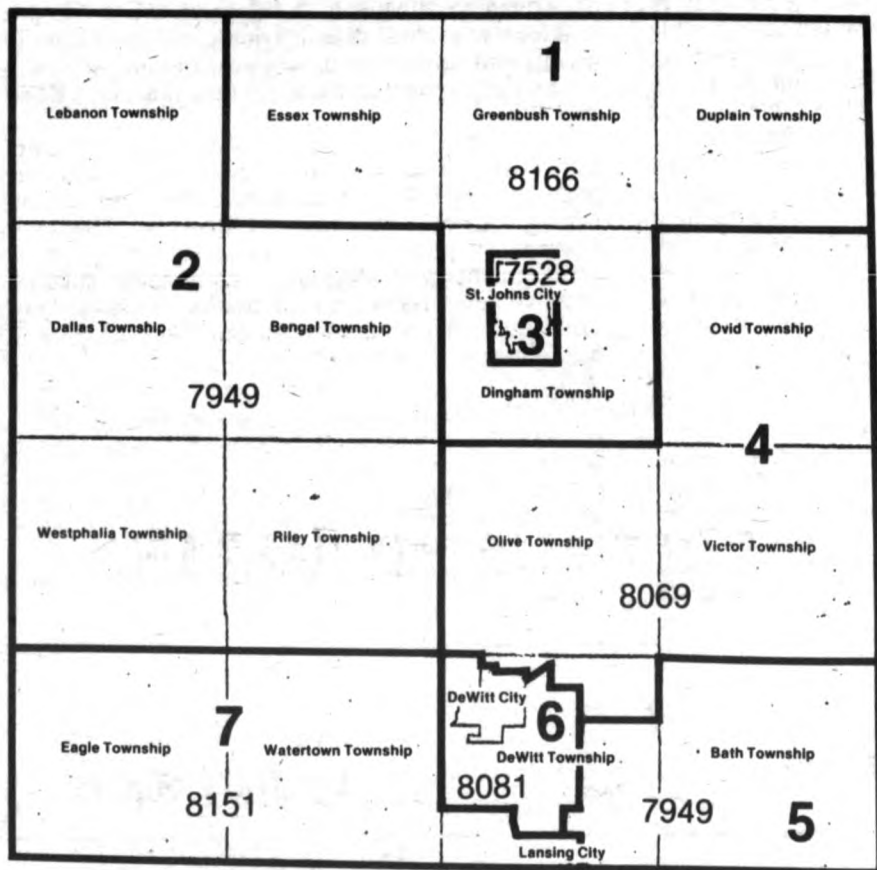 1
Lebanon Township
Essex Township
Greenbush Township
Duplain Township
8166
2
7528
St. Johns City
3
Dallas Township
Bengal Township
Ovid Township
7949
Dingham Township
4
Westphalia Township
Riley Township
Olive Township
Victor Township
8069
DeWitt City
7
6
Eagle Township
Watertown Township
DeWitt Township
Bath Township
8151
8081
7949
5
Lansing City